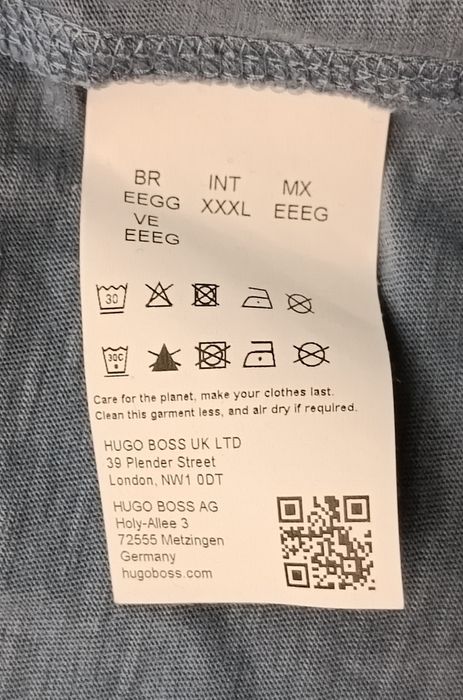 BR
EEGG
VE
EEEG
INT
XXXL
MX
EEEG
30
30C
Care for the planet, make your clothes last.
Clean this garment less, and air dry if required.
HUGO BOSS UK LTD
39 Plender Street
London, NW1 0DT
HUGO BOSS AG
Holy-Allee 3
72555 Metzingen
Germany
hugoboss.com